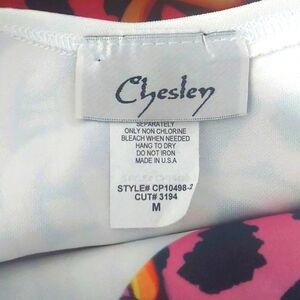 Chesley
SEPARATELY
ONLY NON CHLORINE
BLEACH WHEN NEEDED
HANG TO DRY
DO NOT IRON
MADE IN U.S.A
STYLE# CP10498-2
CUT# 3194
M